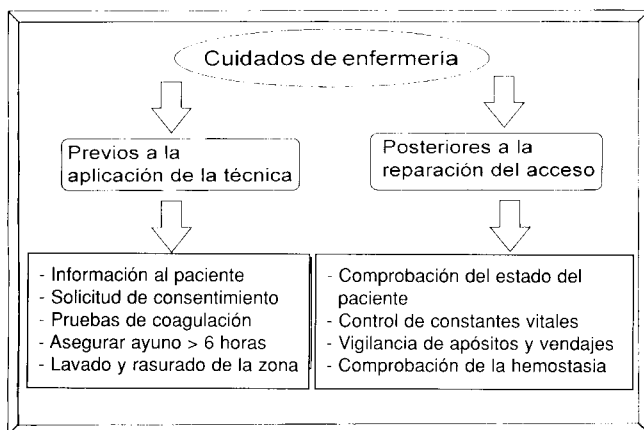 Cuidados de enfermería
Previos a la
aplicación de la técnica
Posteriores a la
reparación del acceso
- Información al paciente
- Solicitud de consentimiento
- Pruebas de coagulación
- Asegurar ayuno > 6 horas
- Lavado y rasurado de la zona
- Comprobación del estado del
paciente
- Control de constantes vitales
- Vigilancia de apósitos y vendajes
- Comprobación de la hemostasia